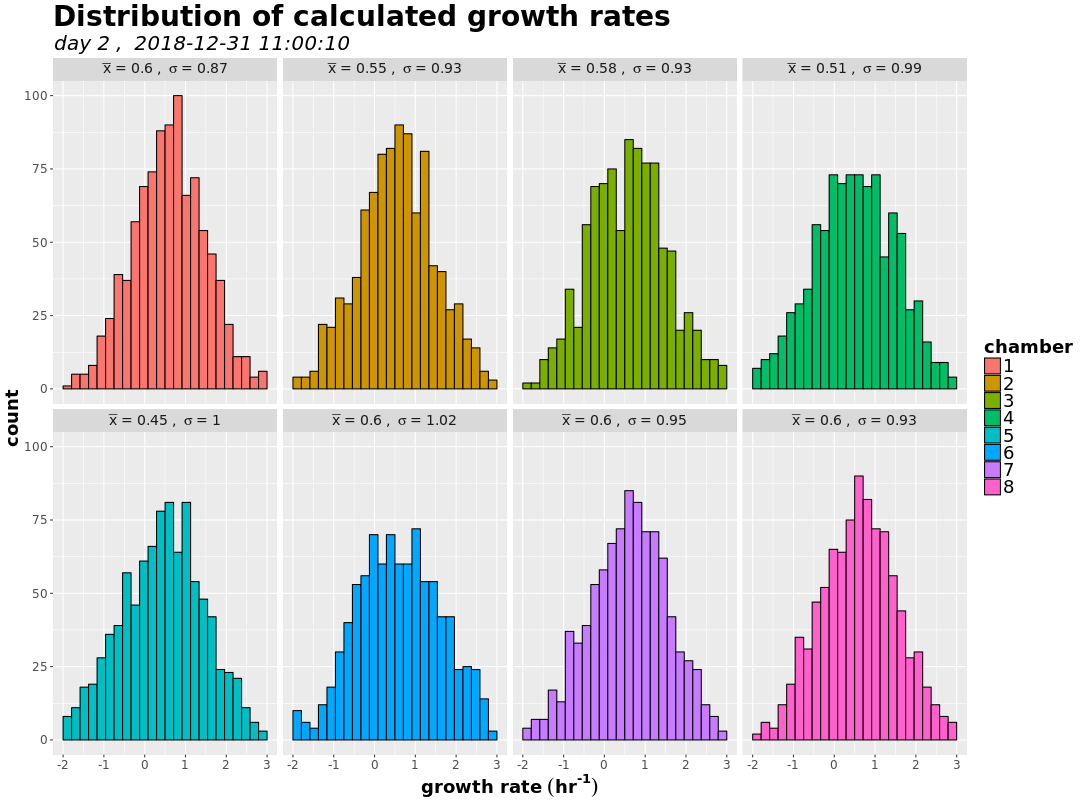 Distribution of calculated growth rates
day 2 ,  2018-12-31 11:00:10
x̅ = 0.6 ,  σ = 0.87
x̅ = 0.55 ,  σ = 0.93
x̅ = 0.58 ,  σ = 0.93
x̅ = 0.51 ,  σ = 0.99
100
75
50
25
0
x̅ = 0.45 ,  σ = 1
x̅ = 0.6 ,  σ = 1.02
x̅ = 0.6 ,  σ = 0.95
x̅ = 0.6 ,  σ = 0.93
100
75
50
25
0
-2 -1 0 1 2 3
-2 -1 0 1 2 3
-2 -1 0 1 2 3
-2 -1 0 1 2 3
count
growth rate (hr⁻¹)
chamber
1
2
3
4
5
6
7
8